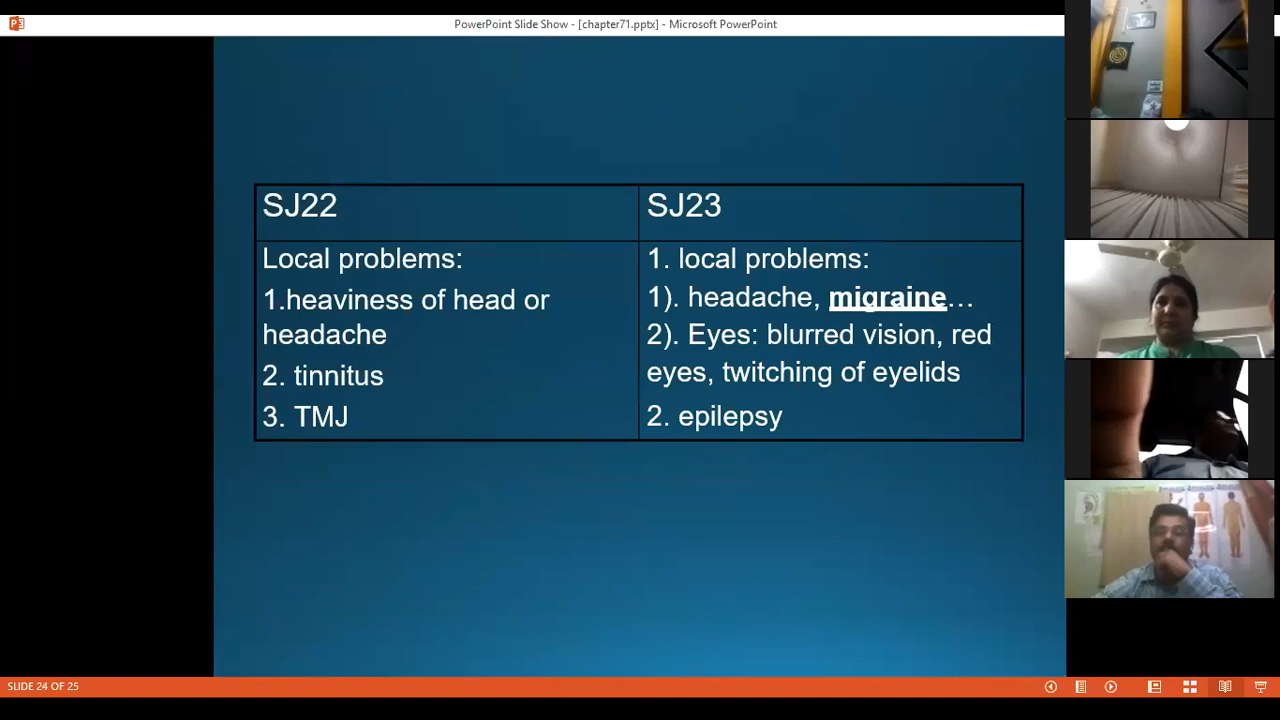 PowerPoint Slide Show - [chapter71.pptx] - Microsoft PowerPoint
SJ22
SJ23
Local problems:
1.heaviness of head or
headache
2. tinnitus
3. TMJ
1. local problems:
1). headache, migraine...
2). Eyes: blurred vision, red
eyes, twitching of eyelids
2. epilepsy
SLIDE 24 OF 25